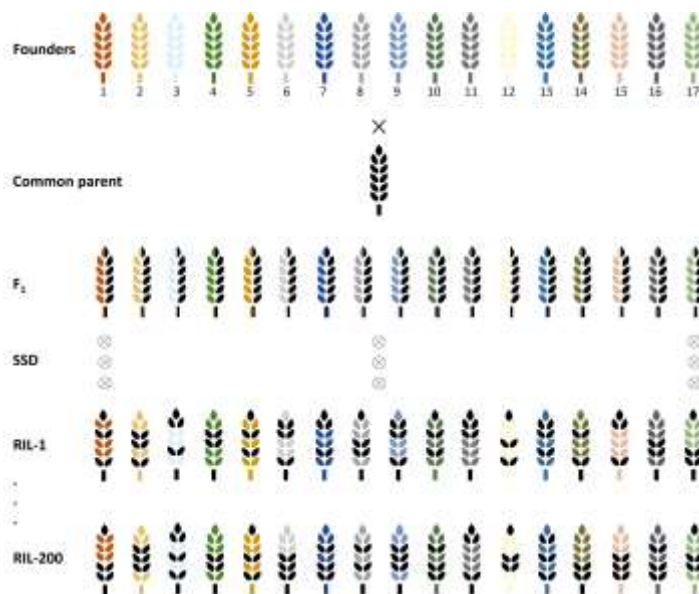 Founders
1 2 3 4 5 6 7 8 9 10 11 12 13 14 15 16 17
×
Common parent
F₁
SSD
RIL-1
.
.
.
RIL-200